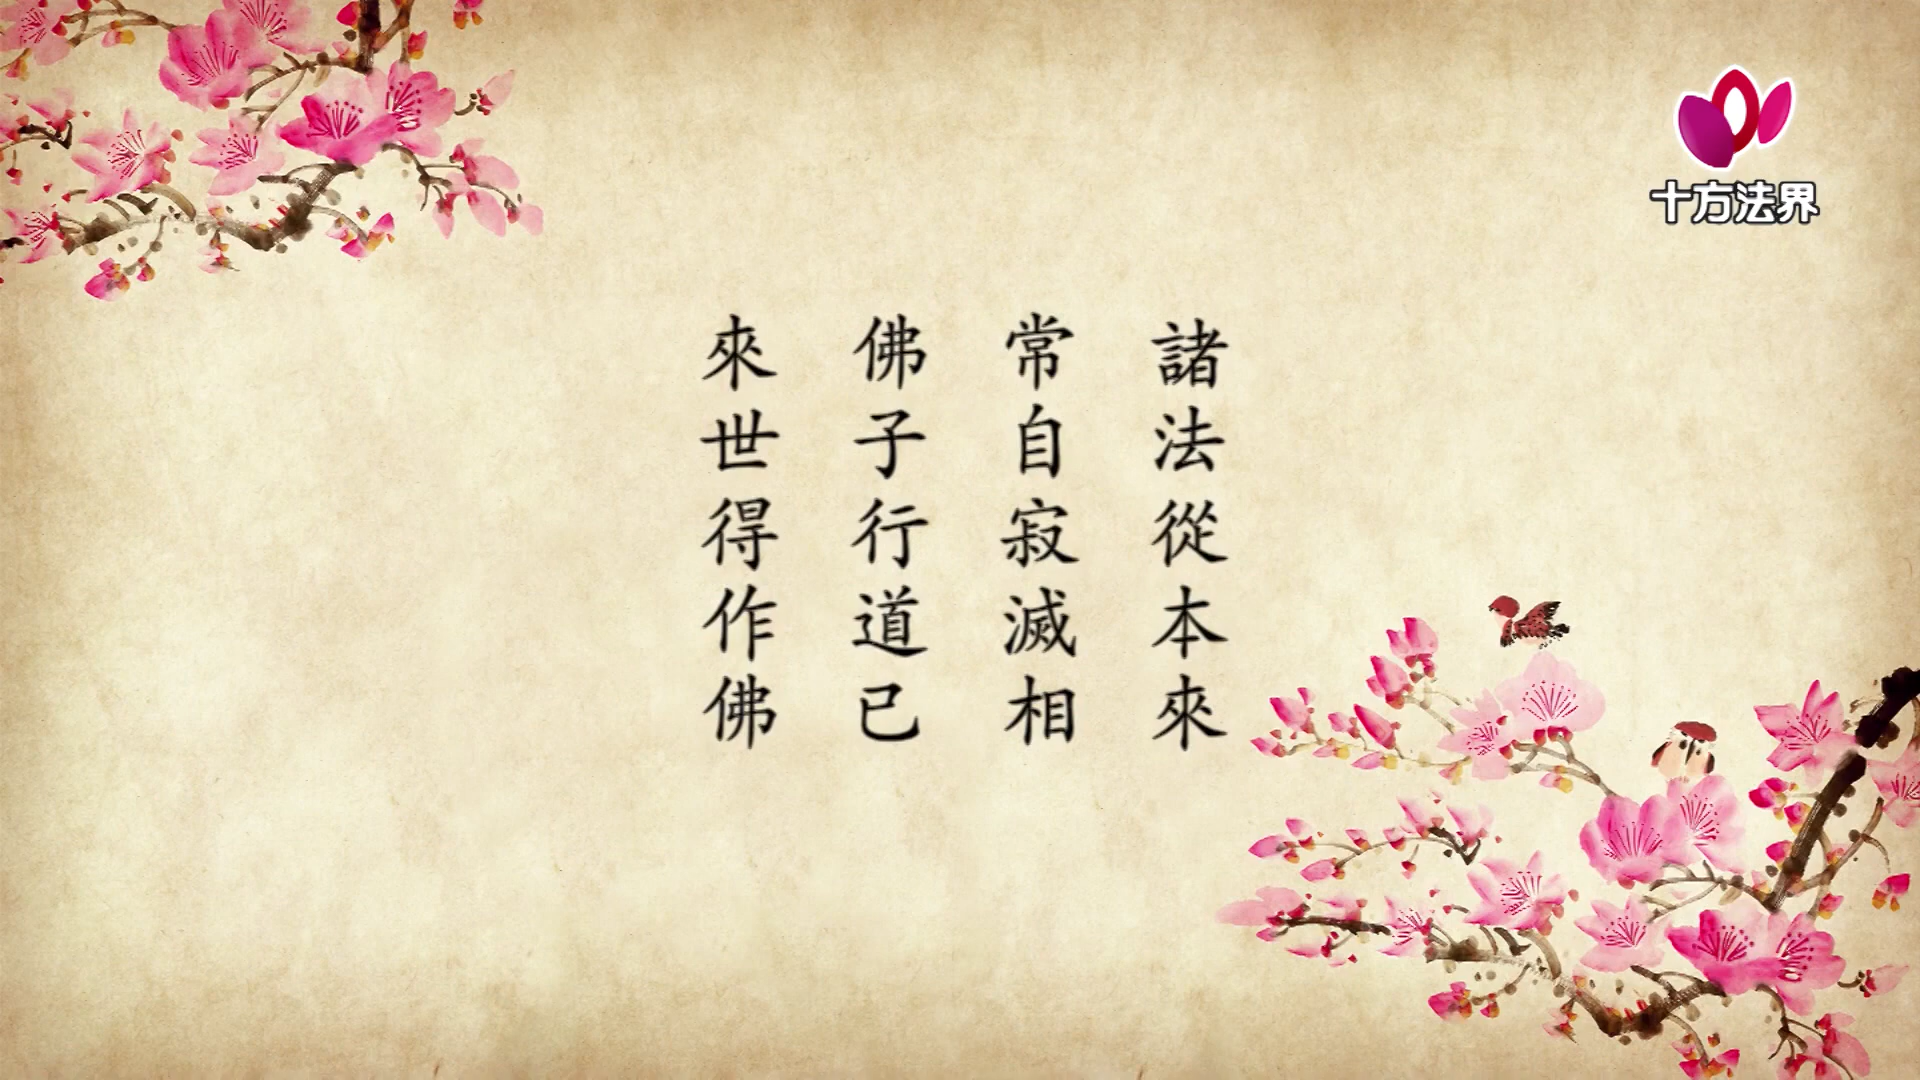 十方法界
諸法從本來
常自寂滅相
佛子行道已
來世得作佛